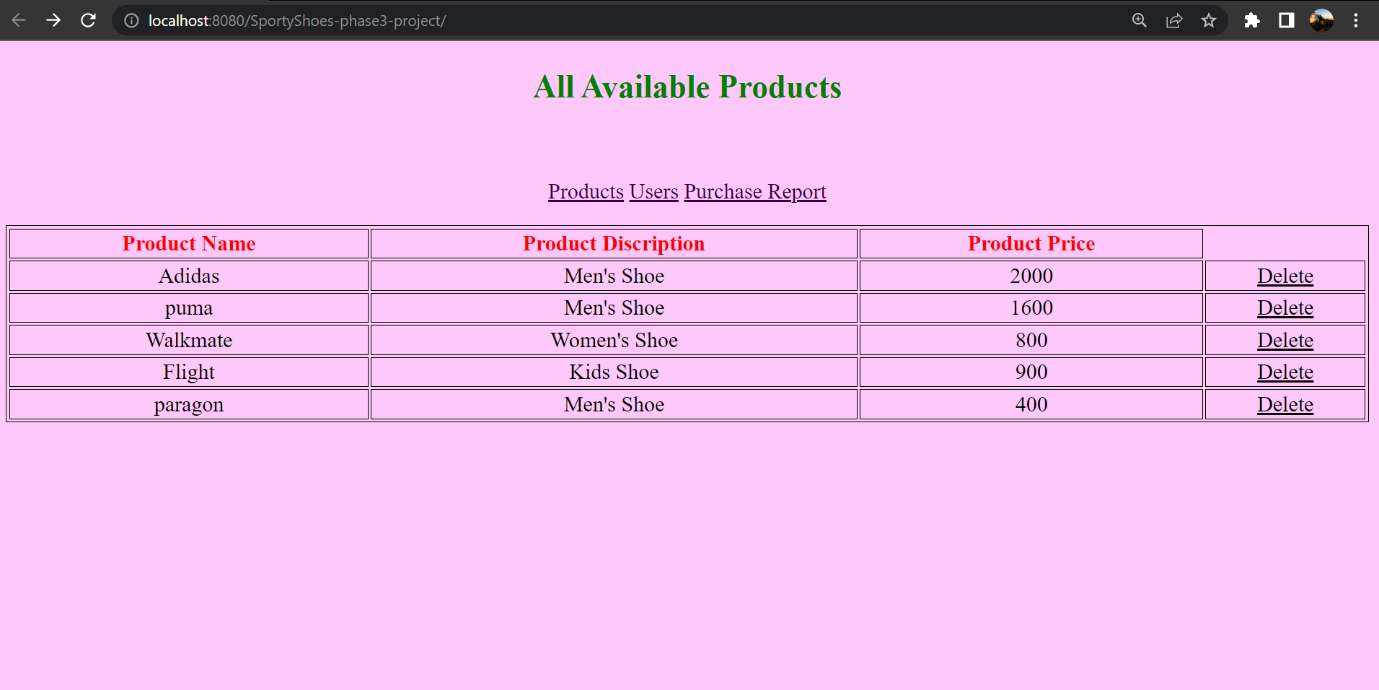 localhost:8080/SportyShoes-phase3-project/
All Available Products
Products Users Purchase Report
Product Name Product Discription Product Price
Adidas Men's Shoe 2000 Delete
puma Men's Shoe 1600 Delete
Walkmate Women's Shoe 800 Delete
Flight Kids Shoe 900 Delete
paragon Men's Shoe 400 Delete